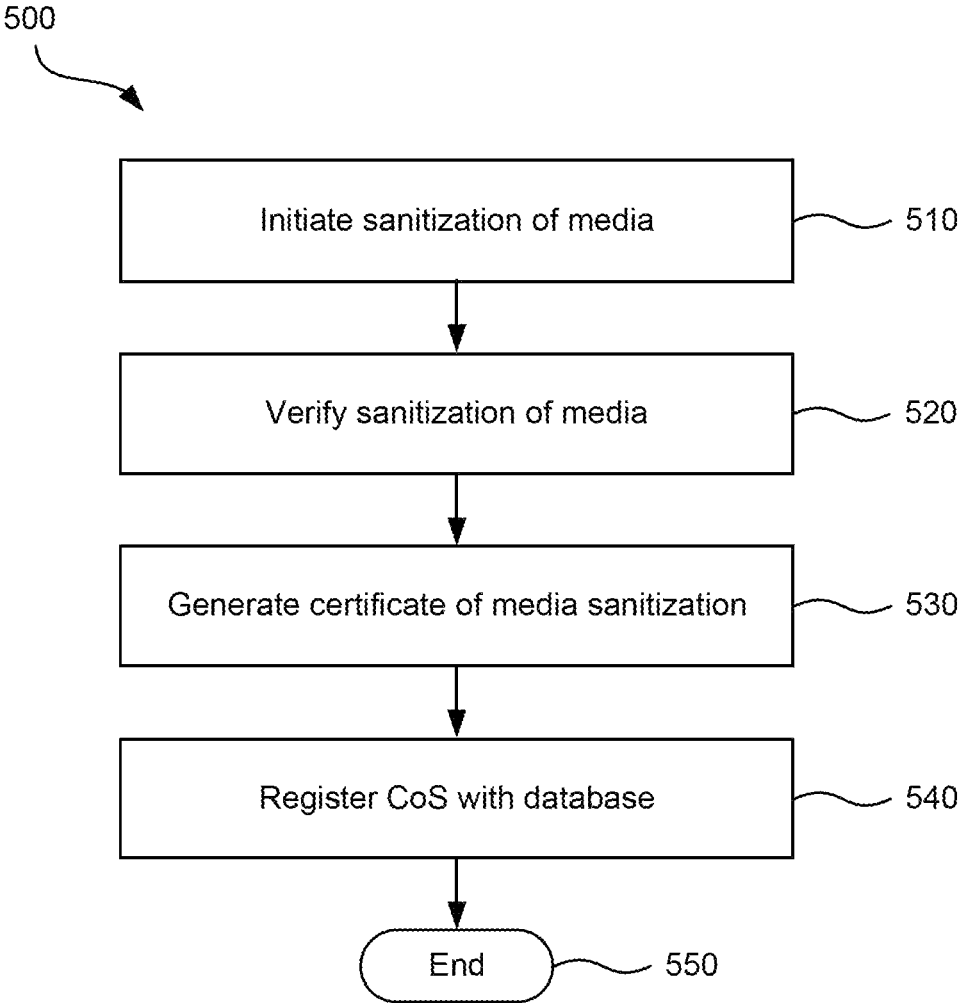 500
Initiate sanitization of media
510
Verify sanitization of media
520
Generate certificate of media sanitization
530
Register CoS with database
540
End
550